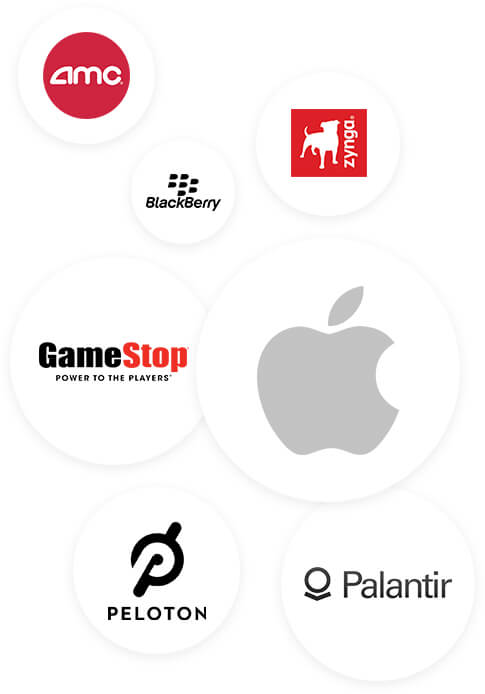 amc
zynga
BlackBerry
GameStop
POWER TO THE PLAYERS
PELOTON
Palantir